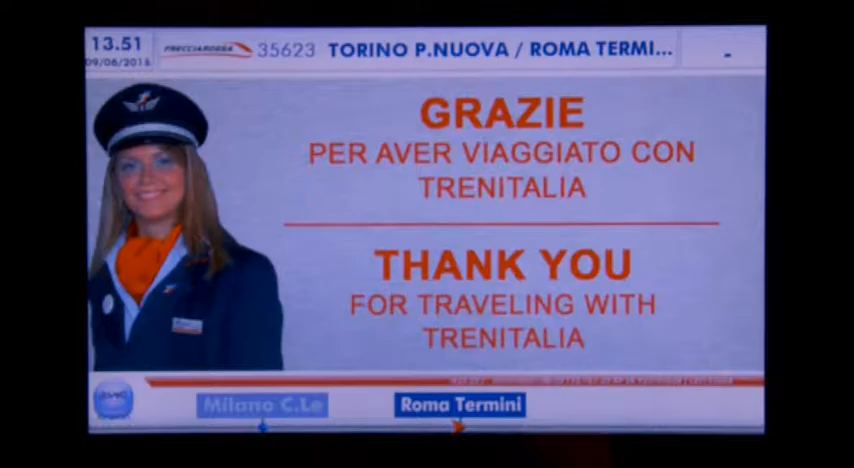 13.51
09/06/2015
FRECCIAROSSA 35623 TORINO P.NUOVA / ROMA TERMI... -
GRAZIE
PER AVER VIAGGIATO CON
TRENITALIA
THANK YOU
FOR TRAVELING WITH
TRENITALIA
Milano C.Le Roma Termini